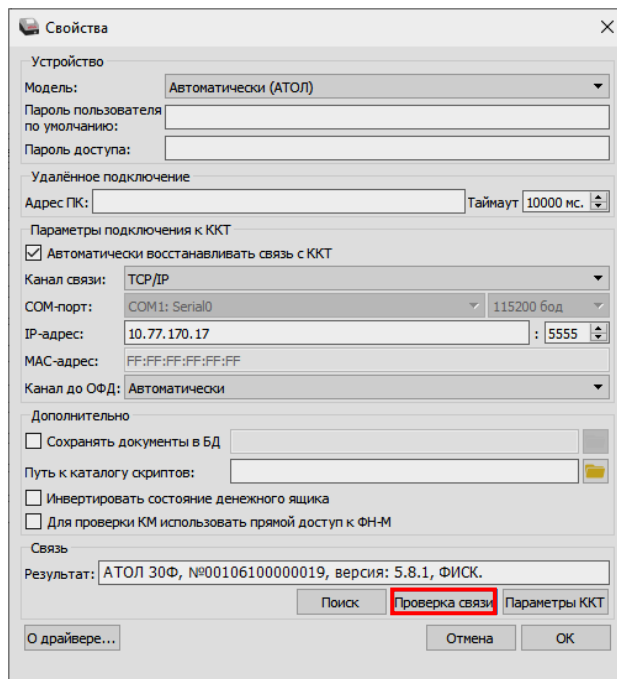 Свойства
Устройство
Модель: Автоматически (АТОЛ)
Пароль пользователя
по умолчанию:
Пароль доступа:
Удалённое подключение
Адрес ПК: Таймаут 10000 мс.
Параметры подключения к ККТ
Автоматически восстанавливать связь с ККТ
Канал связи: TCP/IP
COM-порт: COM1: Serial0 115200 бод
IP-адрес: 10.77.170.17 : 5555
MAC-адрес: FF:FF:FF:FF:FF:FF
Канал до ОФД: Автоматически
Дополнительно
Сохранять документы в БД
Путь к каталогу скриптов:
Инвертировать состояние денежного ящика
Для проверки КМ использовать прямой доступ к ФН-М
Связь
Результат: АТОЛ 30Ф, №00106100000019, версия: 5.8.1, ФИСК.
Поиск Проверка связи Параметры ККТ
О драйвере... Отмена ОК